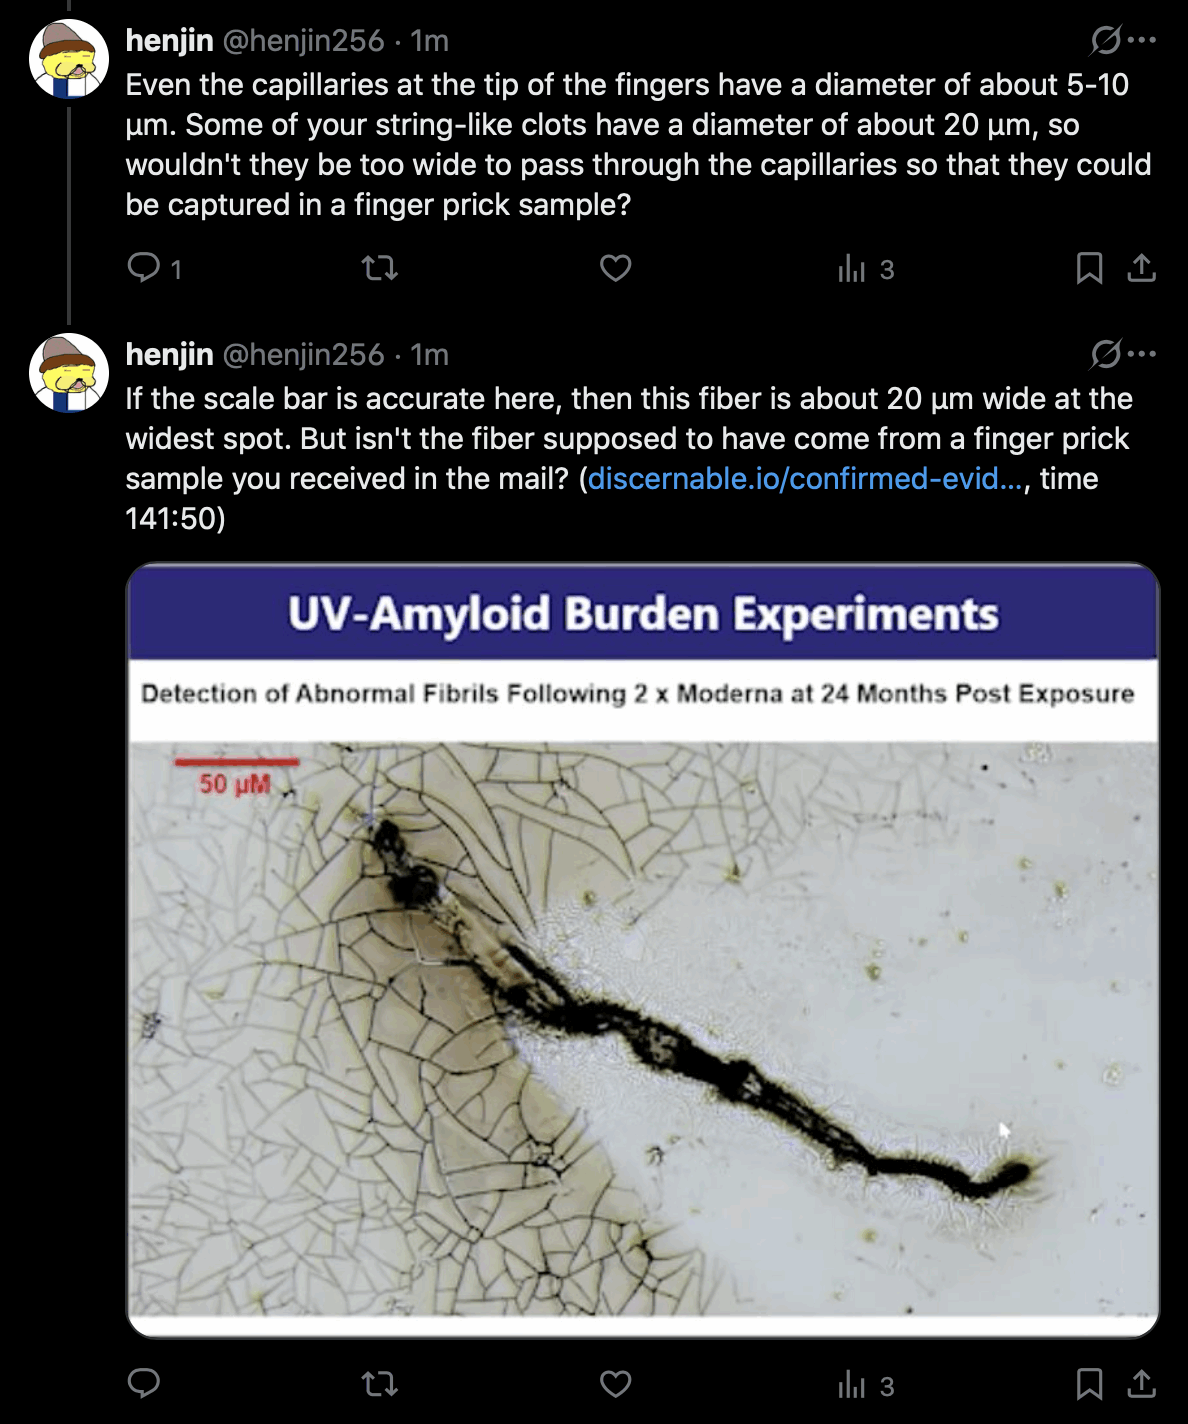 henjin @henjin256 · 1m
Even the capillaries at the tip of the fingers have a diameter of about 5-10
μm. Some of your string-like clots have a diameter of about 20 μm, so
wouldn't they be too wide to pass through the capillaries so that they could
be captured in a finger prick sample?
1
3
henjin @henjin256 · 1m
If the scale bar is accurate here, then this fiber is about 20 μm wide at the
widest spot. But isn't the fiber supposed to have come from a finger prick
sample you received in the mail? (discernable.io/confirmed-evid..., time
141:50)
UV-Amyloid Burden Experiments
Detection of Abnormal Fibrils Following 2 x Moderna at 24 Months Post Exposure
50 μM
3